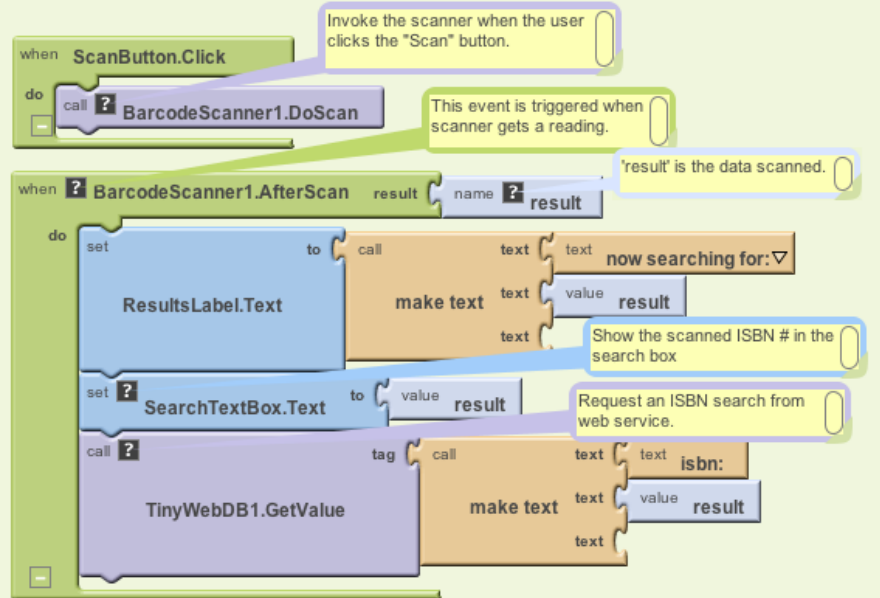 Invoke the scanner when the user
clicks the "Scan" button.
when ScanButton.Click
do call ? BarcodeScanner1.DoScan
This event is triggered when
scanner gets a reading.
'result' is the data scanned.
when ? BarcodeScanner1.AfterScan result name ? result
do
set ResultsLabel.Text to call make text text text now searching for:
text value result
text
Show the scanned ISBN # in the
search box
set ? SearchTextBox.Text to value result
Request an ISBN search from
web service.
call ? TinyWebDB1.GetValue tag call make text text text isbn:
text value result
text